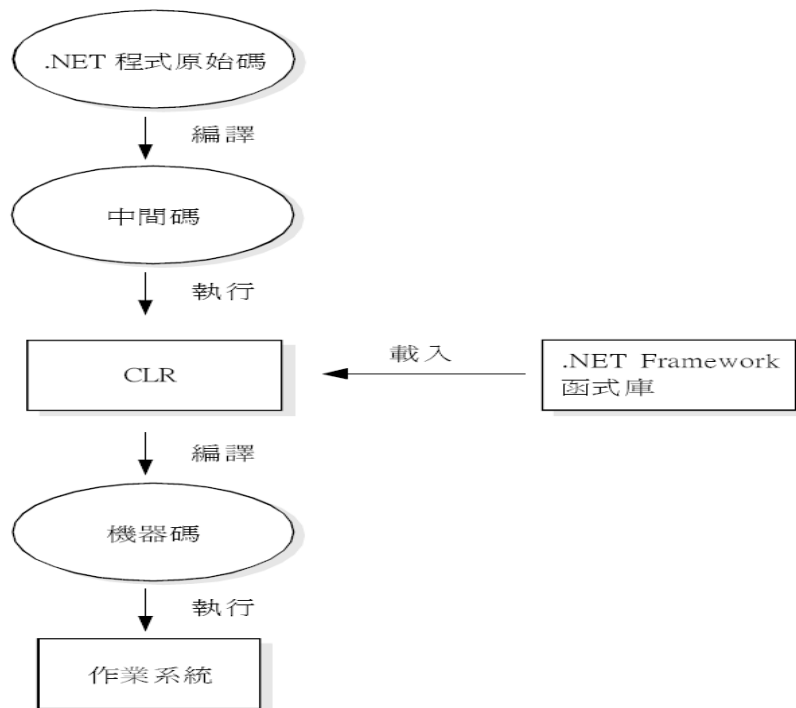 .NET 程式原始碼
編譯
中間碼
執行
CLR
載入
.NET Framework
函式庫
編譯
機器碼
執行
作業系統